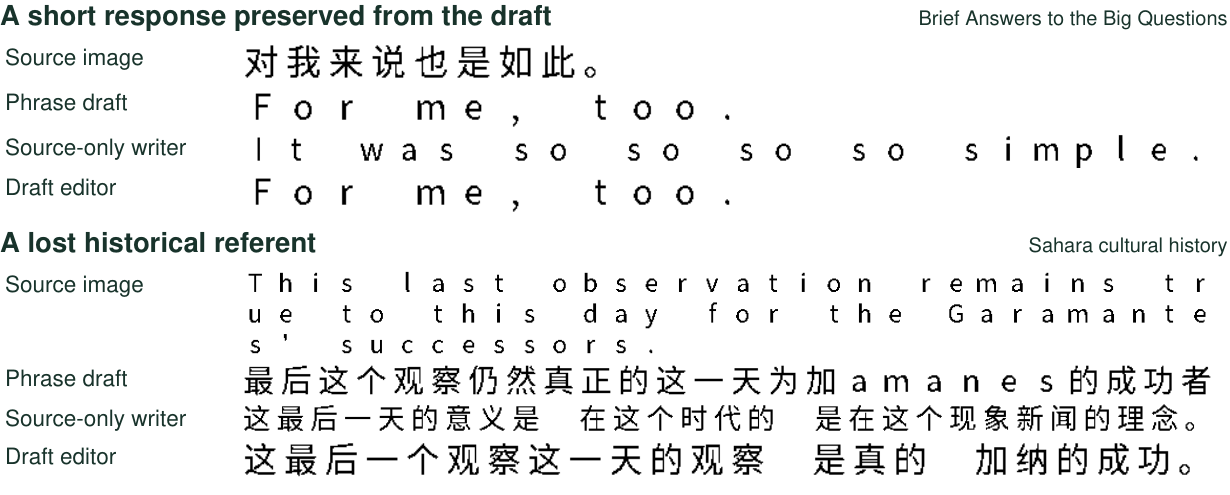 A short response preserved from the draft Brief Answers to the Big Questions
Source image 对我来说也是如此。
Phrase draft For me, too.
Source-only writer It was so so so so simple.
Draft editor For me, too.
A lost historical referent Sahara cultural history
Source image This last observation remains tr
ue to this day for the Garamante
s' successors.
Phrase draft 最后这个观察仍然真正的这一天为加amanes的成功者
Source-only writer 这最后一天的意义是 在这个时代的 是在这个现象新闻的理念。
Draft editor 这最后一个观察这一天的观察 是真的 加纳的成功。